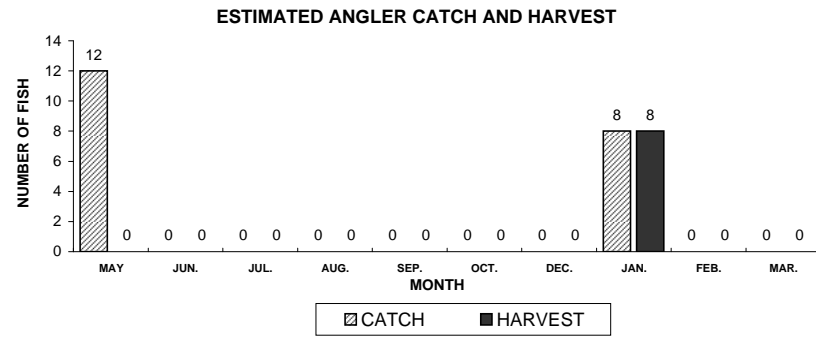 ESTIMATED ANGLER CATCH AND HARVEST
NUMBER OF FISH
14
12
10
8
6
4
2
0
12 0 0 0 0 0 0 0 0 0 0 0 0 0 8 8 0 0 0 0
MAY JUN. JUL. AUG. SEP. OCT. DEC. JAN. FEB. MAR.
MONTH
CATCH HARVEST